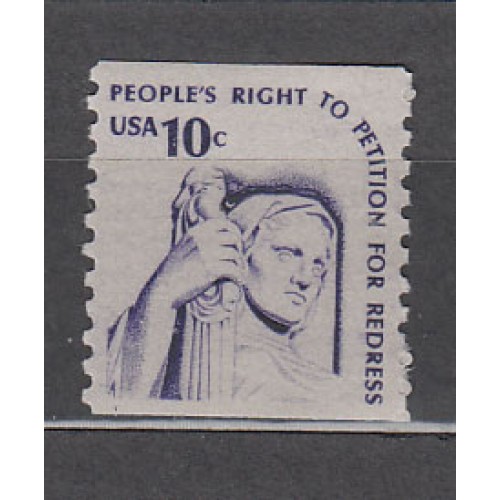 PEOPLE'S RIGHT TO PETITION FOR REDRESS
USA 10c